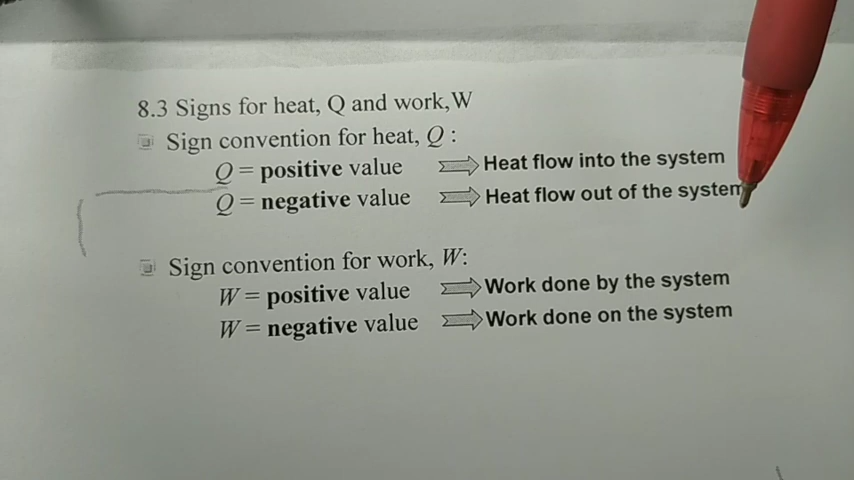 8.3 Signs for heat, Q and work,W
Sign convention for heat, Q :
Q = positive value Heat flow into the system
Q = negative value Heat flow out of the system
Sign convention for work, W:
W = positive value Work done by the system
W = negative value Work done on the system